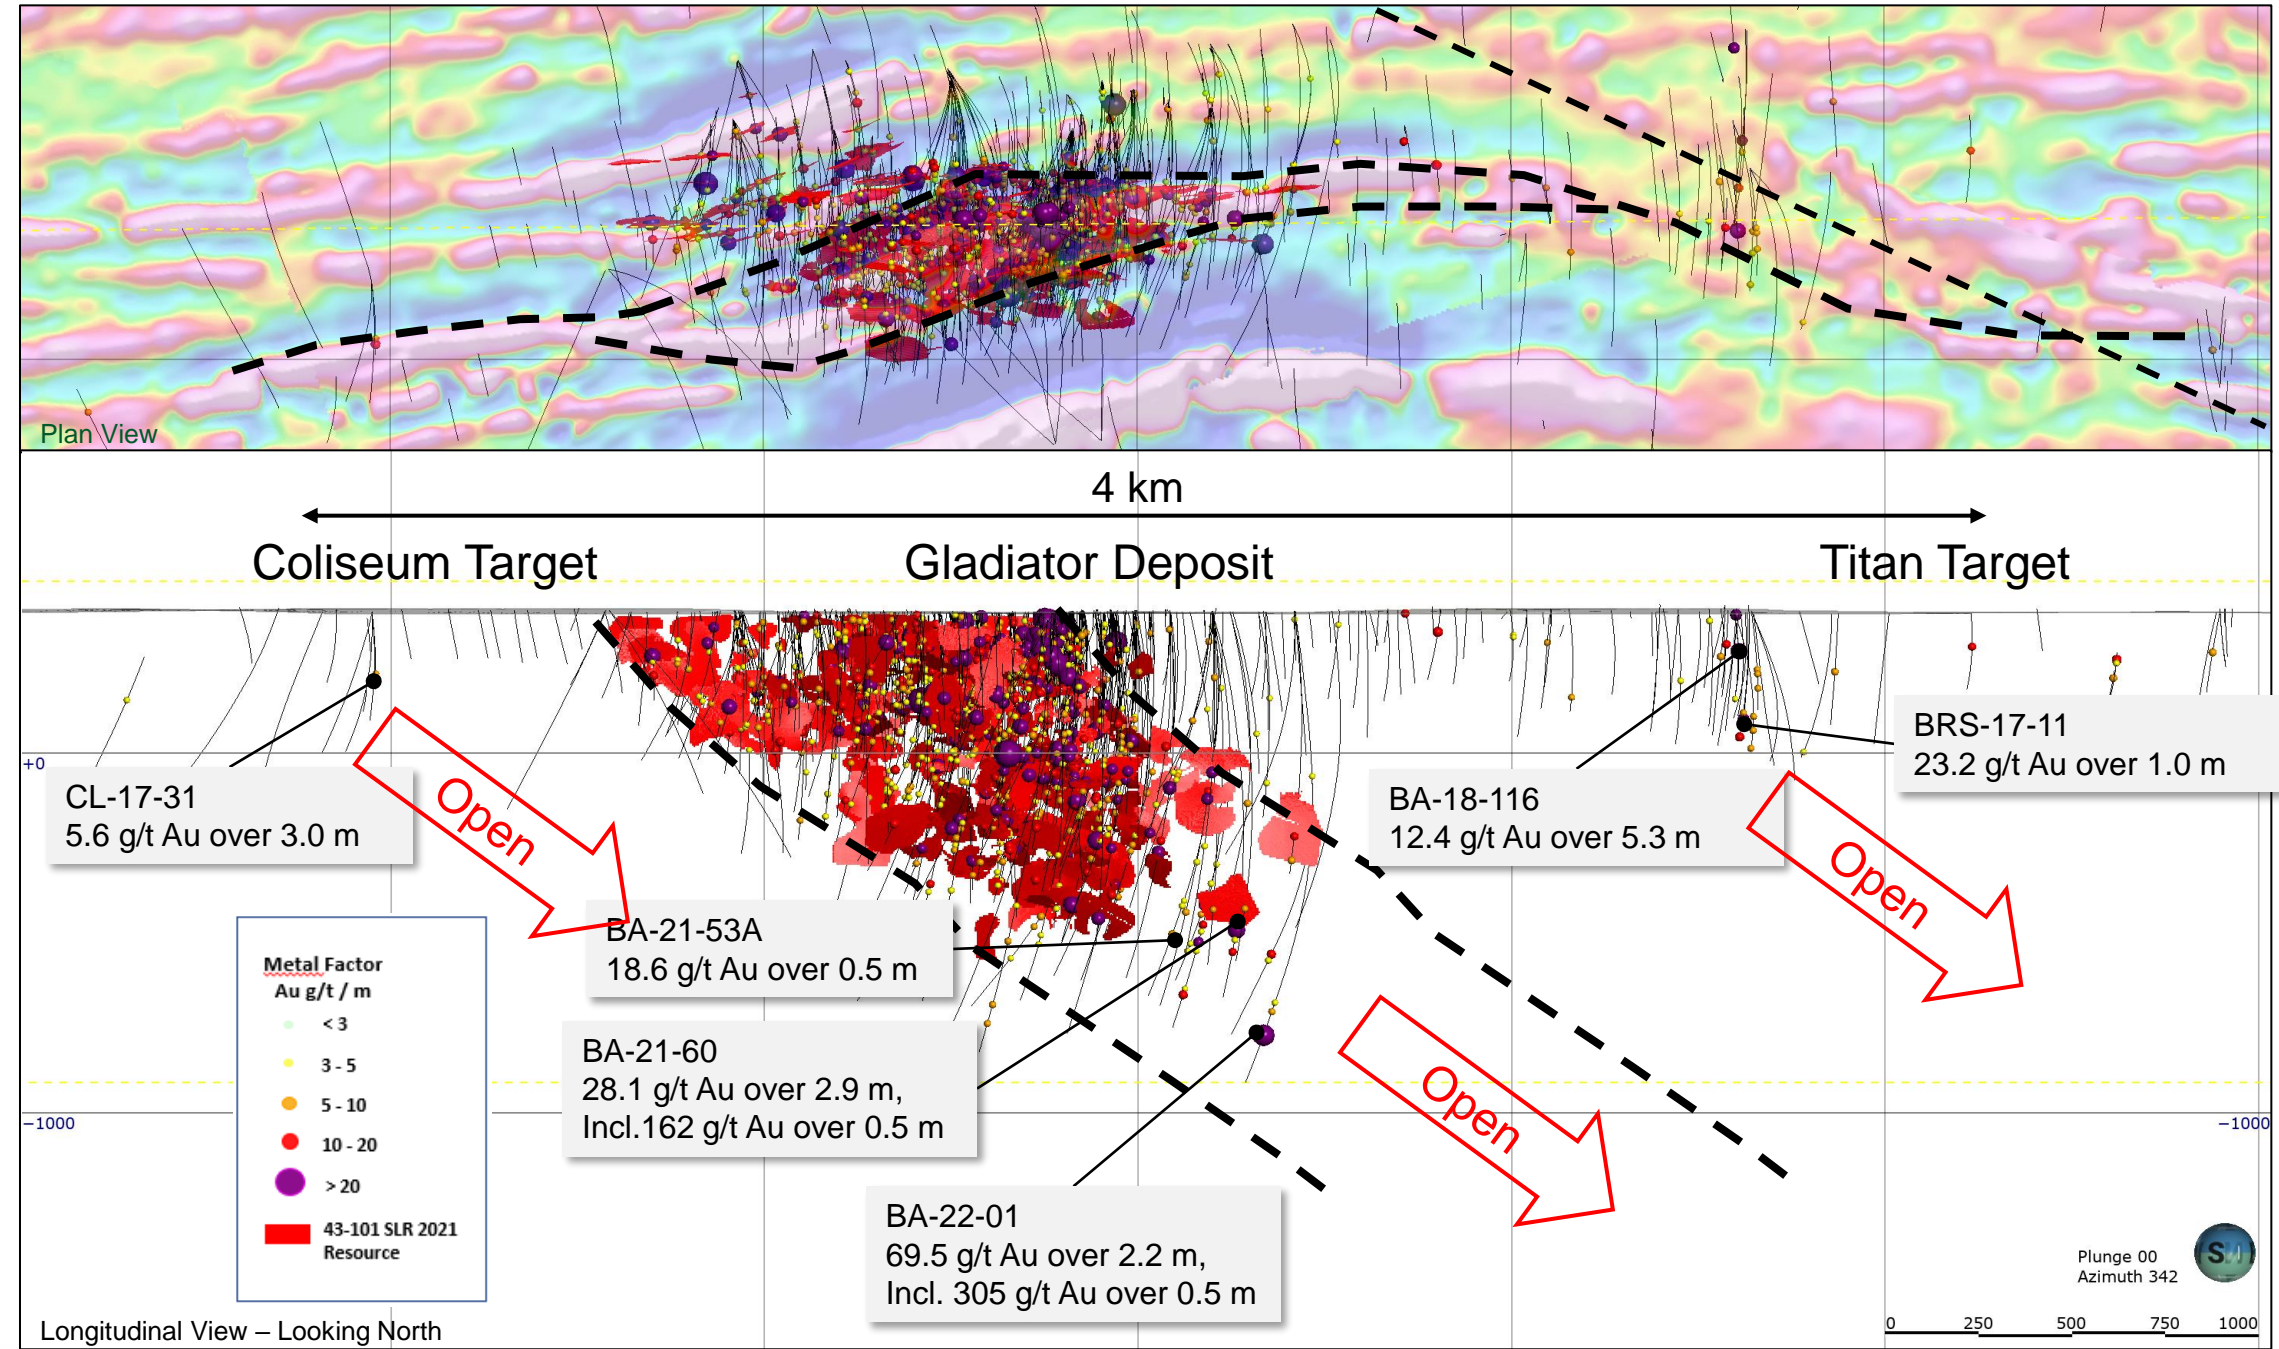 Plan View
4 km
Coliseum Target
Gladiator Deposit
Titan Target
+0
CL-17-31
5.6 g/t Au over 3.0 m
Open
BRS-17-11
23.2 g/t Au over 1.0 m
BA-18-116
12.4 g/t Au over 5.3 m
Open
BA-21-53A
18.6 g/t Au over 0.5 m
BA-21-60
28.1 g/t Au over 2.9 m,
Incl.162 g/t Au over 0.5 m
Open
Metal Factor
Au g/t / m
< 3
3 - 5
5 - 10
10 - 20
> 20
43-101 SLR 2021
Resource
−1000
−1000
BA-22-01
69.5 g/t Au over 2.2 m,
Incl. 305 g/t Au over 0.5 m
Plunge 00
Azimuth 342
S
0 250 500 750 1000
Longitudinal View – Looking North